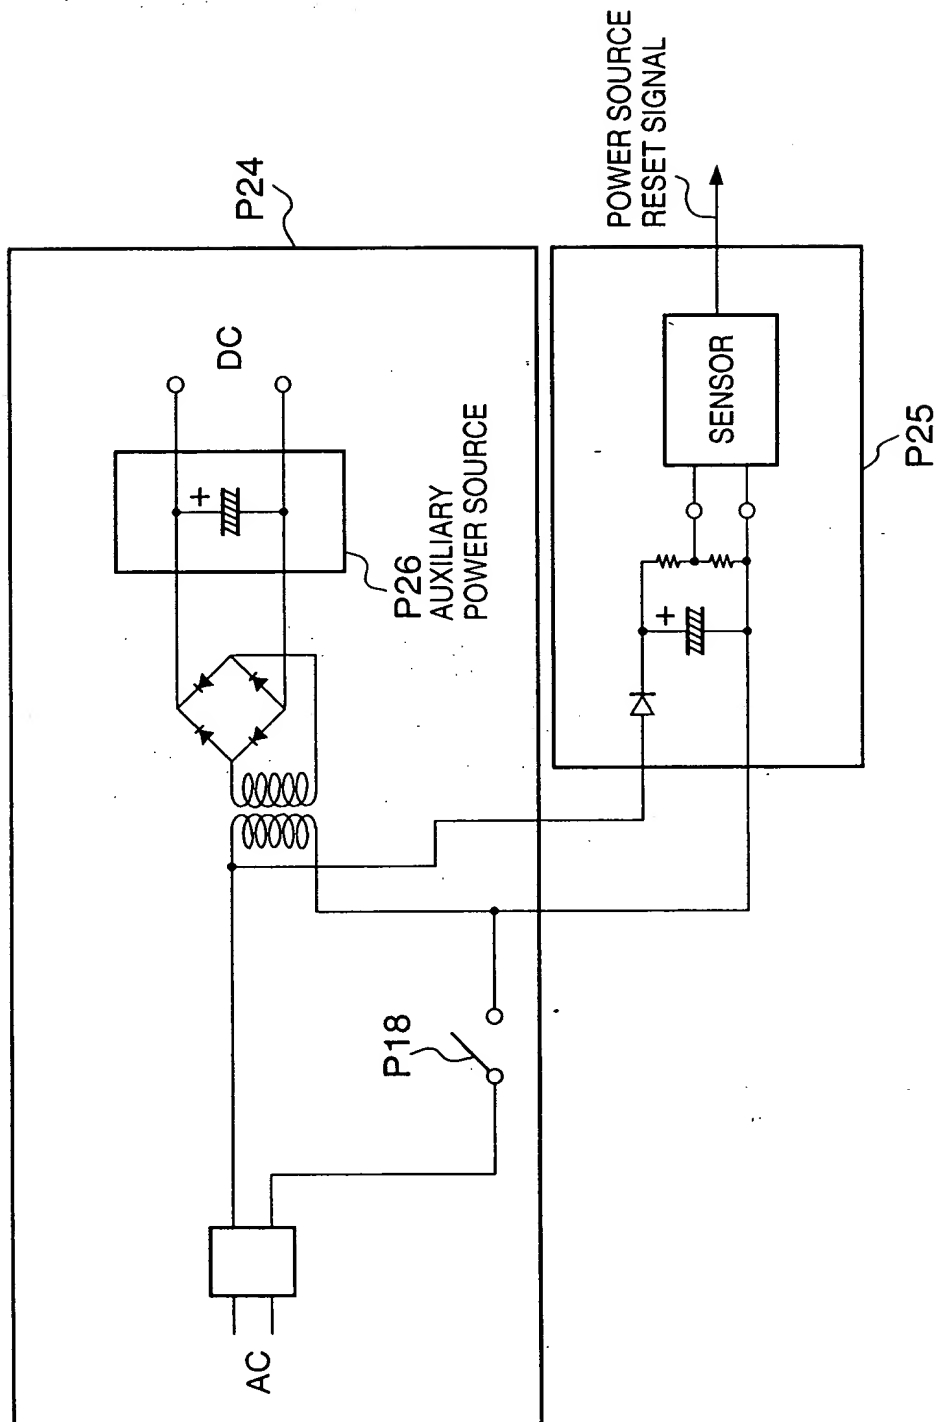 P24
DC
+
P26
AUXILIARY
POWER SOURCE
P18
AC
POWER SOURCE
RESET SIGNAL
SENSOR
+
P25